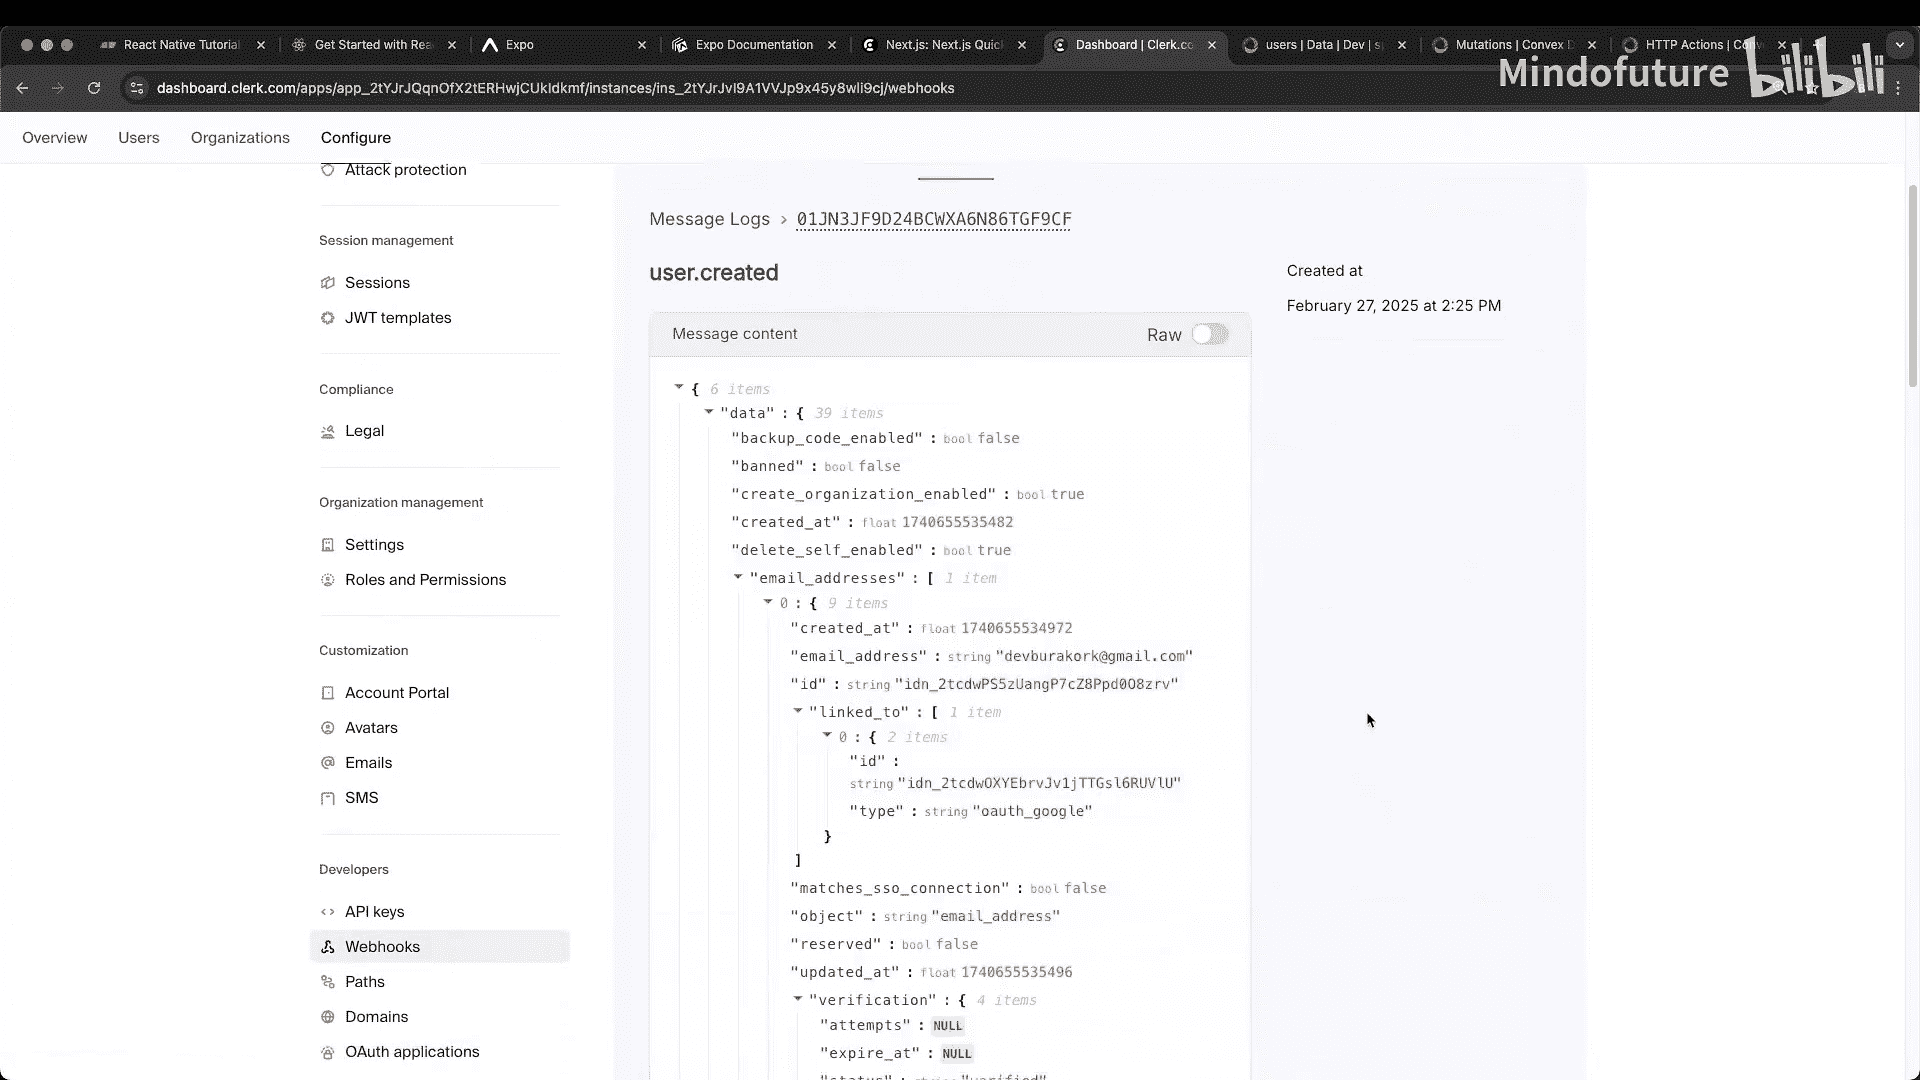 React Native Tutorial
Get Started with Rea
Expo
Expo Documentation
Next.js: Next.js Quic
Dashboard | Clerk.co
users | Data | Dev | s
Mutations | Convex D
HTTP Actions | Con
Mindofuture bilibili
dashboard.clerk.com/apps/app_2tYJrJQqnOfX2tERHwjCUkldkmf/instances/ins_2tYJrJvI9A1VVJp9x45y8wli9cj/webhooks
Overview
Users
Organizations
Configure
Attack protection
Session management
Sessions
JWT templates
Compliance
Legal
Organization management
Settings
Roles and Permissions
Customization
Account Portal
Avatars
Emails
SMS
Developers
API keys
Webhooks
Paths
Domains
OAuth applications
Message Logs > 01JN3JF9D24BCWXA6N86TGF9CF
user.created
Created at
February 27, 2025 at 2:25 PM
Message content
Raw
{ 6 items
"data" : { 39 items
"backup_code_enabled" : bool false
"banned" : bool false
"create_organization_enabled" : bool true
"created_at" : float 1740655535482
"delete_self_enabled" : bool true
"email_addresses" : [ 1 item
0 : { 9 items
"created_at" : float 1740655534972
"email_address" : string "devburakork@gmail.com"
"id" : string "idn_2tcdwPS5zUangP7cZ8Ppd0O8zrv"
"linked_to" : [ 1 item
0 : { 2 items
"id" :
string "idn_2tcdwOXYEbrvJv1jTTGsl6RUVlU"
"type" : string "oauth_google"
}
]
"matches_sso_connection" : bool false
"object" : string "email_address"
"reserved" : bool false
"updated_at" : float 1740655535496
"verification" : { 4 items
"attempts" : NULL
"expire_at" : NULL
"status" : string "verified"